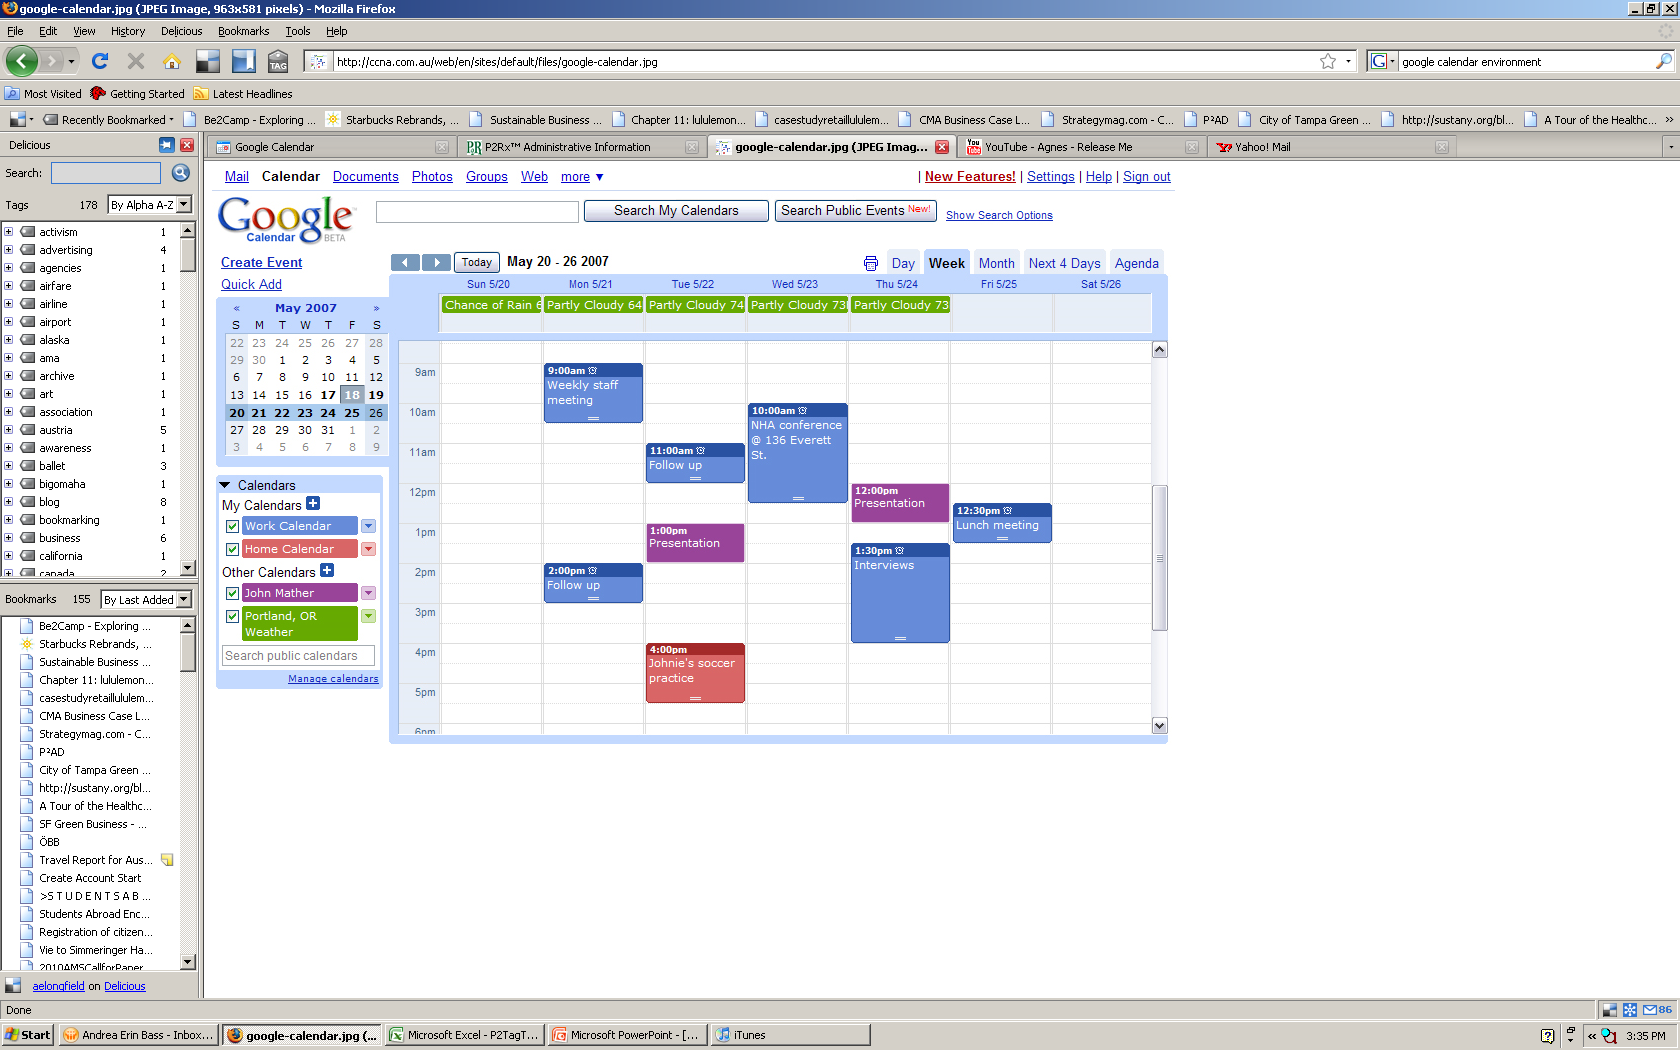 google-calendar.jpg (JPEG Image, 963x581 pixels) - Mozilla Firefox
File Edit View History Delicious Bookmarks Tools Help
TAG
http://ccna.com.au/web/en/sites/default/files/google-calendar.jpg
G
google calendar environment
Most Visited Getting Started Latest Headlines
Recently Bookmarked Be2Camp - Exploring ... Starbucks Rebrands, ... Sustainable Business ... Chapter 11: lululemon... casestudyretaillululem... CMA Business Case L... Strategymag.com - C... P²AD City of Tampa Green ... http://sustany.org/bl... A Tour of the Healthc... »
Delicious
Google Calendar P2Rx™ Administrative Information google-calendar.jpg (JPEG Imag... YouTube - Agnes - Release Me Yahoo! Mail
Search:
Tags 178 By Alpha A-Z
activism 1
advertising 4
agencies 1
airfare 1
airline 1
airport 1
alaska 1
ama 1
archive 1
art 1
association 1
austria 5
awareness 1
ballet 3
bigomaha 1
blog 8
bookmarking 1
business 6
california 1
canada 2
Bookmarks 155 By Last Added
Be2Camp - Exploring ...
Starbucks Rebrands, ...
Sustainable Business ...
Chapter 11: lululemon...
casestudyretaillululem...
CMA Business Case L...
Strategymag.com - C...
P²AD
City of Tampa Green ...
http://sustany.org/bl...
A Tour of the Healthc...
SF Green Business - ...
ÖBB
Travel Report for Aus...
Create Account Start
>S T U D E N T S A B ...
Students Abroad Enc...
Registration of citizen...
Vie to Simmeringer Ha...
2010AMSCallforPaper
aelongfield on Delicious
Mail Calendar Documents Photos Groups Web more ▼
| New Features! | Settings | Help | Sign out
Google
Calendar BETA
Search My Calendars Search Public Events New! Show Search Options
Create Event
Quick Add
Today May 20 - 26 2007
Day Week Month Next 4 Days Agenda
« May 2007 »
S M T W T F S
22 23 24 25 26 27 28
29 30 1 2 3 4 5
6 7 8 9 10 11 12
13 14 15 16 17 18 19
20 21 22 23 24 25 26
27 28 29 30 31 1 2
3 4 5 6 7 8 9
Calendars
My Calendars
Work Calendar
Home Calendar
Other Calendars
John Mather
Portland, OR
Weather
Search public calendars
Manage calendars
Sun 5/20 Mon 5/21 Tue 5/22 Wed 5/23 Thu 5/24 Fri 5/25 Sat 5/26
Chance of Rain 6 Partly Cloudy 64 Partly Cloudy 74 Partly Cloudy 73 Partly Cloudy 73
9am
10am
11am
12pm
1pm
2pm
3pm
4pm
5pm
6pm
9:00am
Weekly staff
meeting
2:00pm
Follow up
11:00am
Follow up
1:00pm
Presentation
4:00pm
Johnie's soccer
practice
10:00am
NHA conference
@ 136 Everett
St.
12:00pm
Presentation
1:30pm
Interviews
12:30pm
Lunch meeting
Done
86
Start Andrea Erin Bass - Inbox... google-calendar.jpg (... Microsoft Excel - P2TagT... Microsoft PowerPoint - [... iTunes
« 3:35 PM